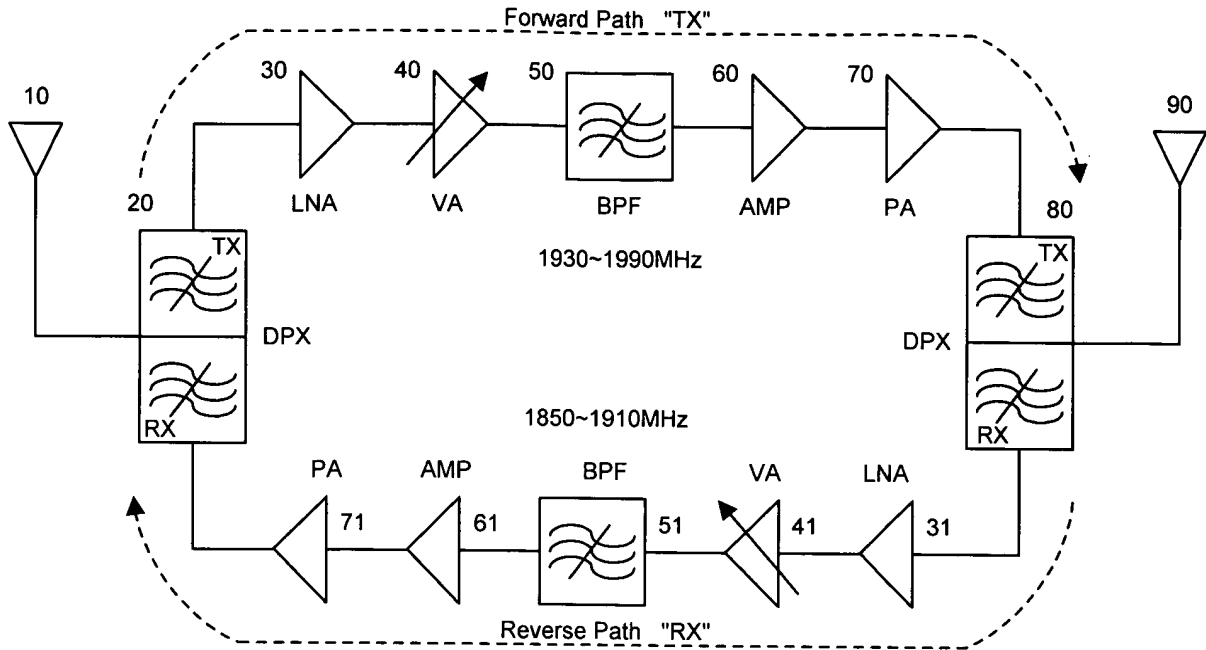 Forward Path "TX"
10
30
40
50
60
70
90
20
LNA
VA
BPF
AMP
PA
80
TX
TX
1930~1990MHz
DPX
DPX
1850~1910MHz
RX
RX
PA
AMP
BPF
VA
LNA
71
61
51
41
31
Reverse Path "RX"